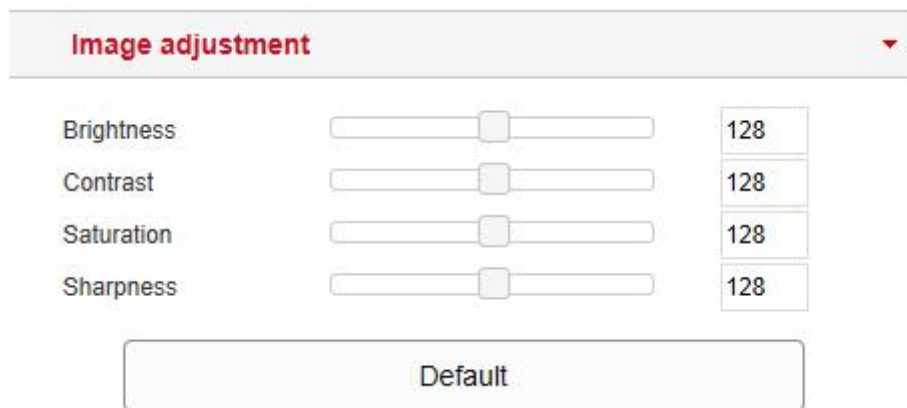 Image adjustment
Brightness 128
Contrast 128
Saturation 128
Sharpness 128
Default